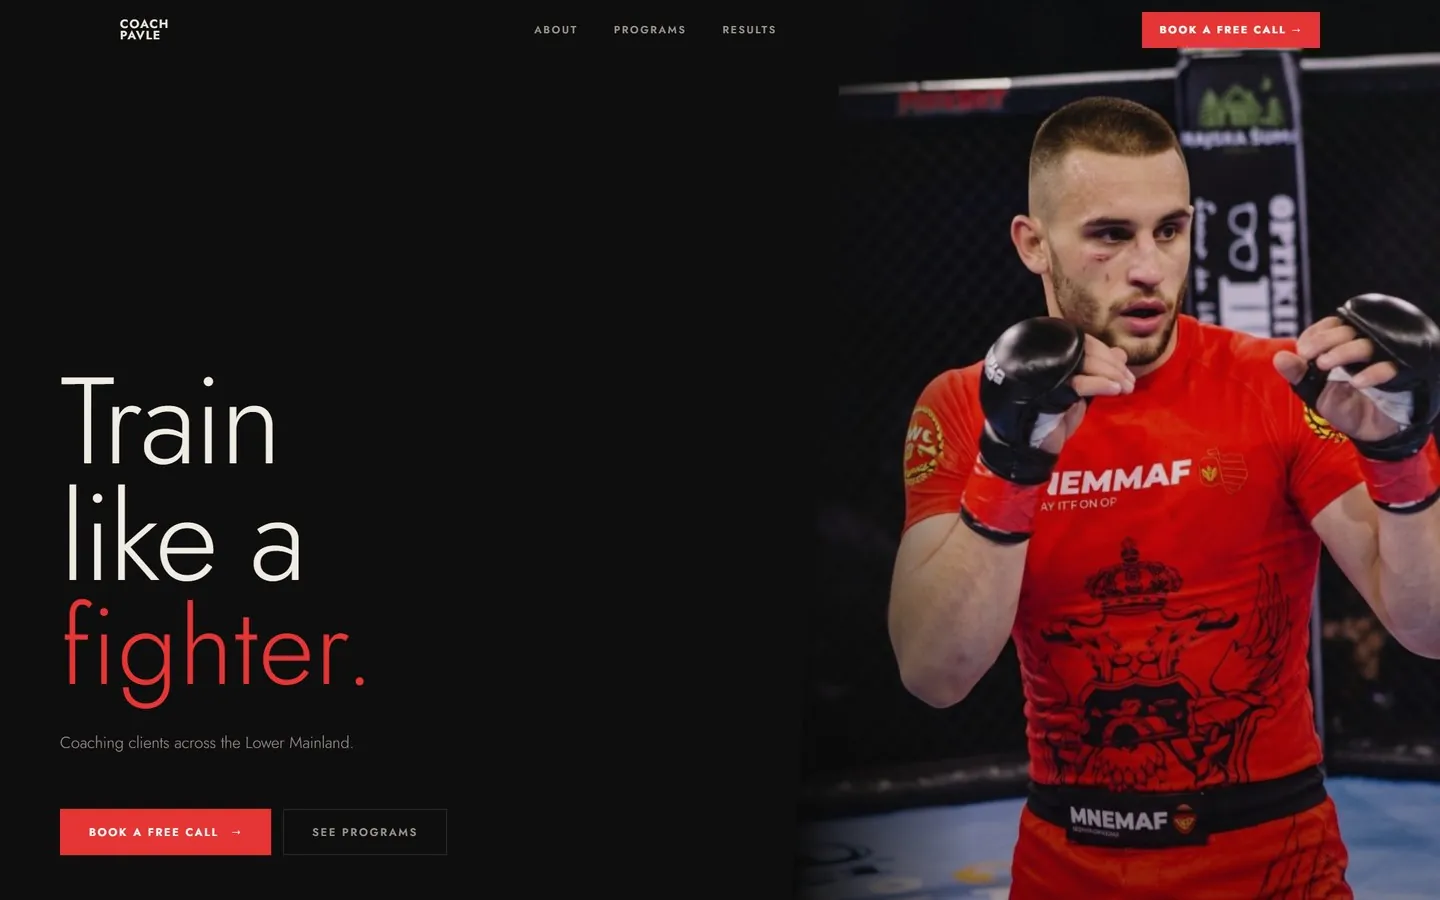 COACH
PAVLE
ABOUT
PROGRAMS
RESULTS
BOOK A FREE CALL →
Train
like a
fighter.
Coaching clients across the Lower Mainland.
BOOK A FREE CALL →
SEE PROGRAMS
NEMMAF
MNEMAF